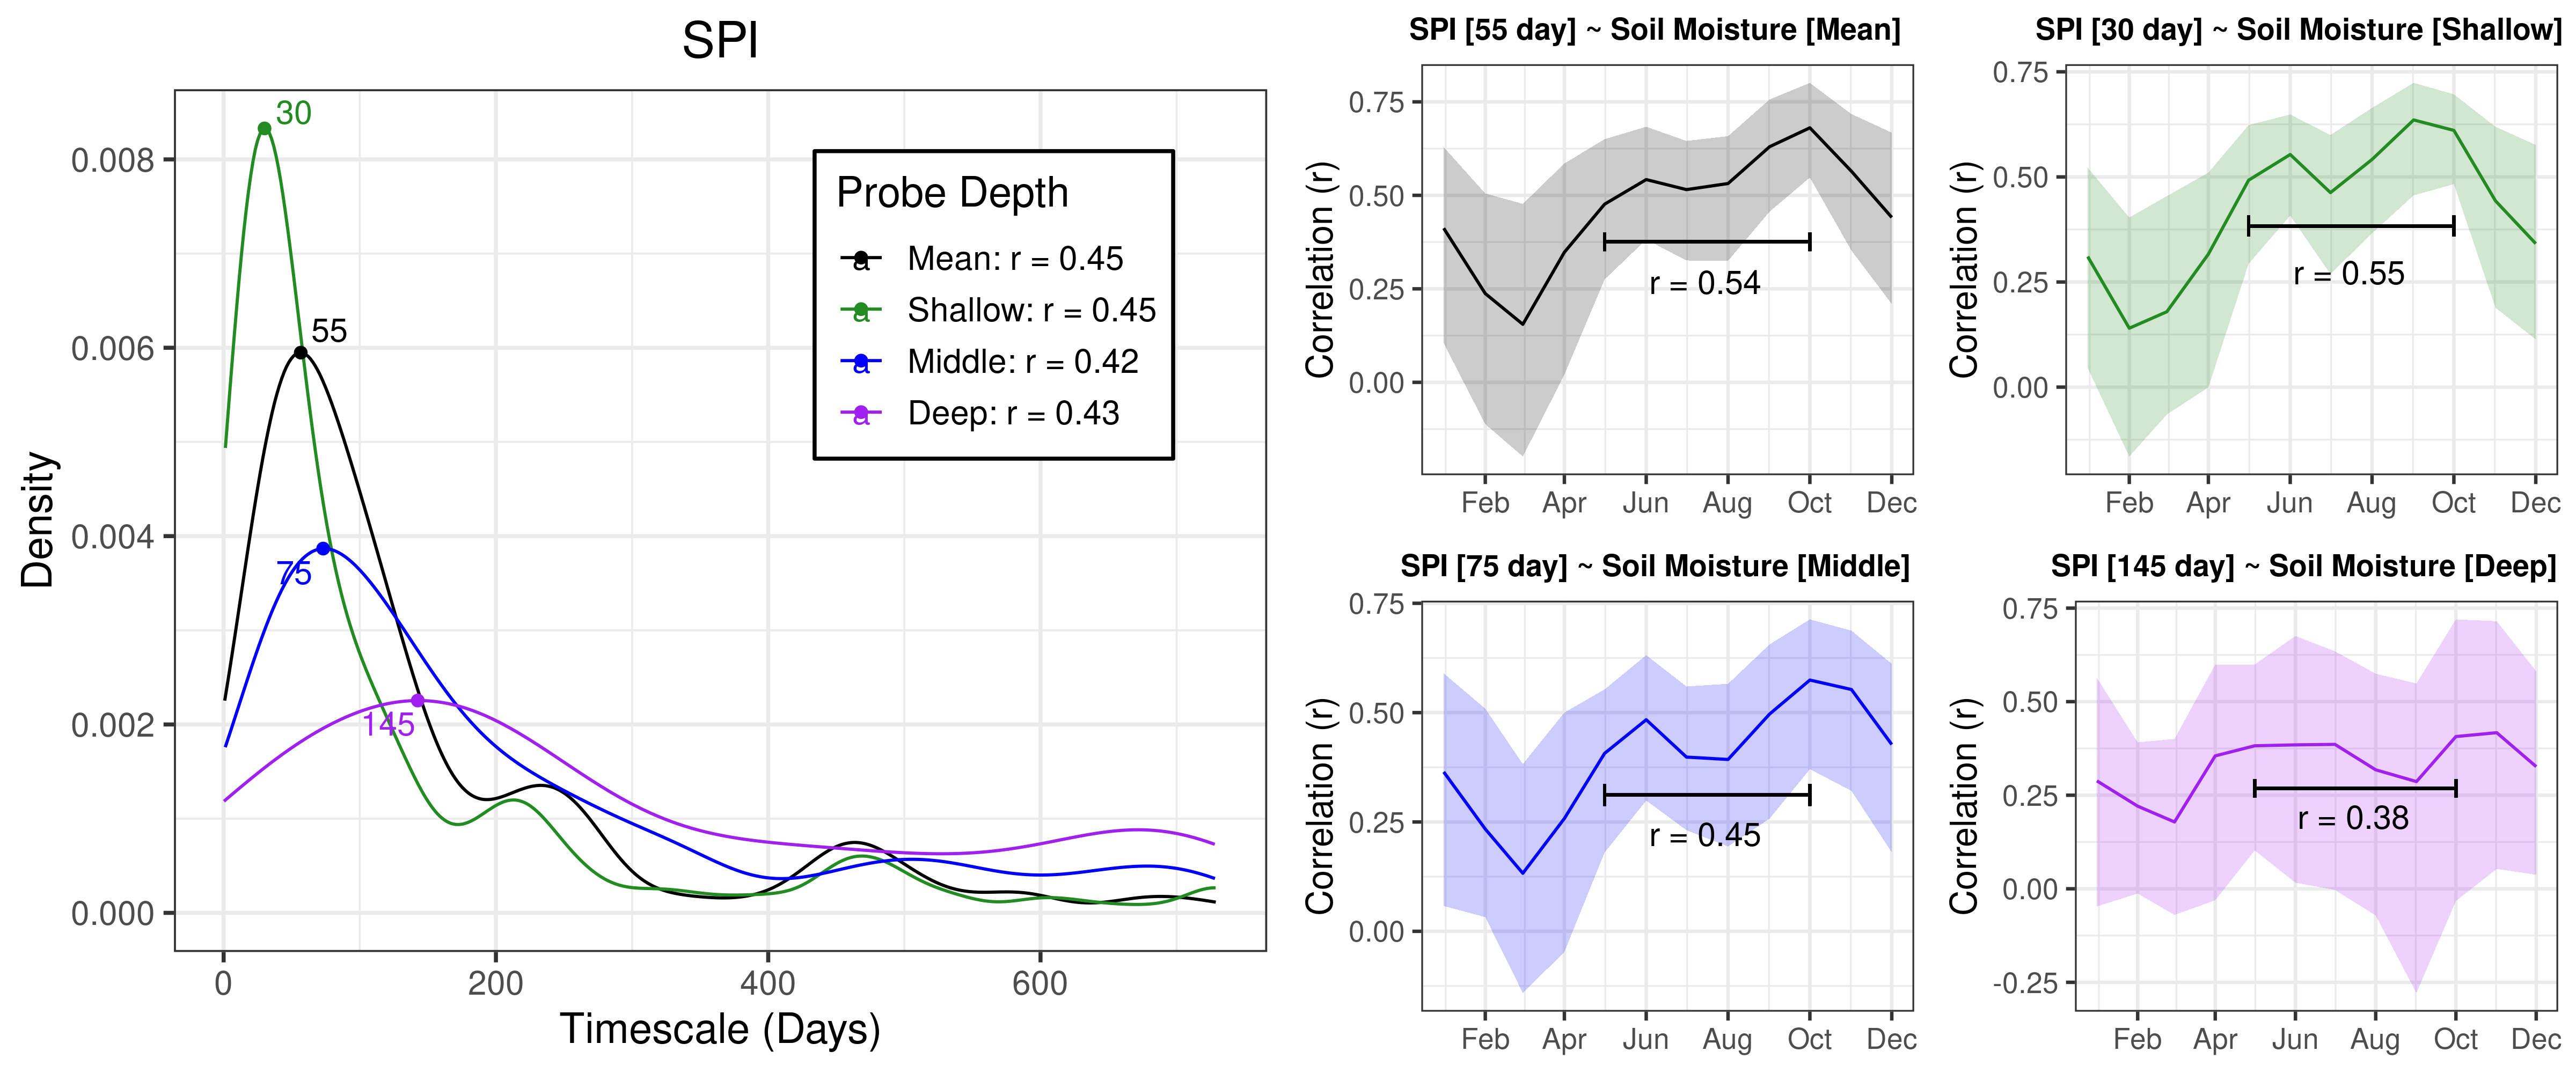 SPI
Density
0.008
0.006
0.004
0.002
0.000
0 200 400 600
Timescale (Days)
30
55
75
145
Probe Depth
a Mean: r = 0.45
a Shallow: r = 0.45
a Middle: r = 0.42
a Deep: r = 0.43
SPI [55 day] ~ Soil Moisture [Mean]
Correlation (r)
0.75
0.50
0.25
0.00
r = 0.54
Feb Apr Jun Aug Oct Dec
SPI [30 day] ~ Soil Moisture [Shallow]
Correlation (r)
0.75
0.50
0.25
0.00
r = 0.55
Feb Apr Jun Aug Oct Dec
SPI [75 day] ~ Soil Moisture [Middle]
Correlation (r)
0.75
0.50
0.25
0.00
r = 0.45
Feb Apr Jun Aug Oct Dec
SPI [145 day] ~ Soil Moisture [Deep]
Correlation (r)
0.75
0.50
0.25
0.00
-0.25
r = 0.38
Feb Apr Jun Aug Oct Dec